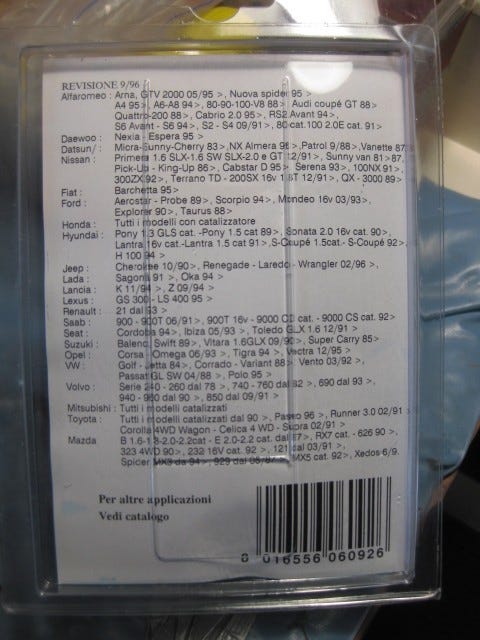 REVISIONE 9/96
Alfaromeo : Arna, GTV 2000 05/95 >, Nuova spider 95 >
A4 95 >, A6-A8 94 >, 80-90-100-V8 88 > Audi coupé GT 88 >
Quattro-200 88 >, Cabrio 2.0 95 >, RS2 Avant 94 >,
S6 Avant - S6 94 >, S2 - S4 09/91 >, 80 cat.100 2.0E cat. 91 >
Daewoo : Nexia - Espera 95 >
Datsun/ : Micra-Sunny-Cherry 83 >, NX Almera 96 >, Patrol 9/88 >, Vanette 87
Nissan : Primera 1.6 SLX-1.6 SW SLX-2.0 e GT 12/91 >, Sunny van 81>87,
Pick-Up - King-Up 86 >, Cabstar D 95 > Serena 93 >, 100NX 91 >,
300ZX 92 >, Terrano TD - 200SX 16v 1.8T 12/91 >, QX - 3000 89
Fiat : Barchetta 95 >
Ford : Aerostar - Probe 89 >, Scorpio 94 >, Mondeo 16v 03/93 >,
Explorer 90 >, Taurus 88 >
Honda : Tutti i modelli con catalizzatore
Hyundai : Pony 1.3 GLS cat. -Pony 1.5 cat 89 >, Sonata 2.0 16v cat. 90 >,
Lantra 16v cat.-Lantra 1.5 cat 91 >, S-Coupè 1.5cat.- S-Coupè 92 >,
H 100 94 >
Jeep : Cherokee 10/90 >, Renegade - Laredo - Wrangler 02/96 >,
Lada : Sagona 91 >, Oka 94 >
Lancia : K 11/94 >, Z 09/94 >
Lexus : GS 300 - LS 400 95 >
Renault : 21 dal 93 >
Saab : 900 - 900T 06/91 >, 900T 16v - 9000 CD cat. - 9000 CS cat. 92 >
Seat : Cordoba 94 >, Ibiza 05/93 >, Toledo GLX 1.6 12/91
Suzuki : Baleno, Swift 89 >, Vitara 1.6GLX 09/90 >, Super Carry 85 >
Opel : Corsa, Omega 06/93 >, Tigra 94 >, Vectra 12/95 >
VW : Golf - Jetta 84 >, Corrado - Variant 88 > Vento 03/92 >,
Passat GL SW 04/88 >, Polo 95 >
Volvo : Serie 240 - 260 dal 78 >, 740 - 760 dal 82 >, 690 dal 93 >,
940 - 960 dal 90 >, 850 dal 09/91 >
Mitsubishi : Tutti i modelli catalizzati
Toyota : Tutti i modelli catalizzati dal 90 >, Paseo 96 >, Runner 3.0 02/91
Corolla 4WD Wagon - Celica 4 WD - Supra 02/91 >
Mazda B 1.6-1.8-2.0-2.2cat - E 2.0-2.2 cat. dal 87 >, RX7 cat. - 626 90 >,
323 4WD 90 >, 232 16V cat. 92 >, 121 dal 03/91 >,
Spicer MX3 da 94 >, 929 dal 05/87 > MX5 cat. 92 >, Xedos 6/9.
Per altre applicazioni
Vedi catalogo
8 016556 060926